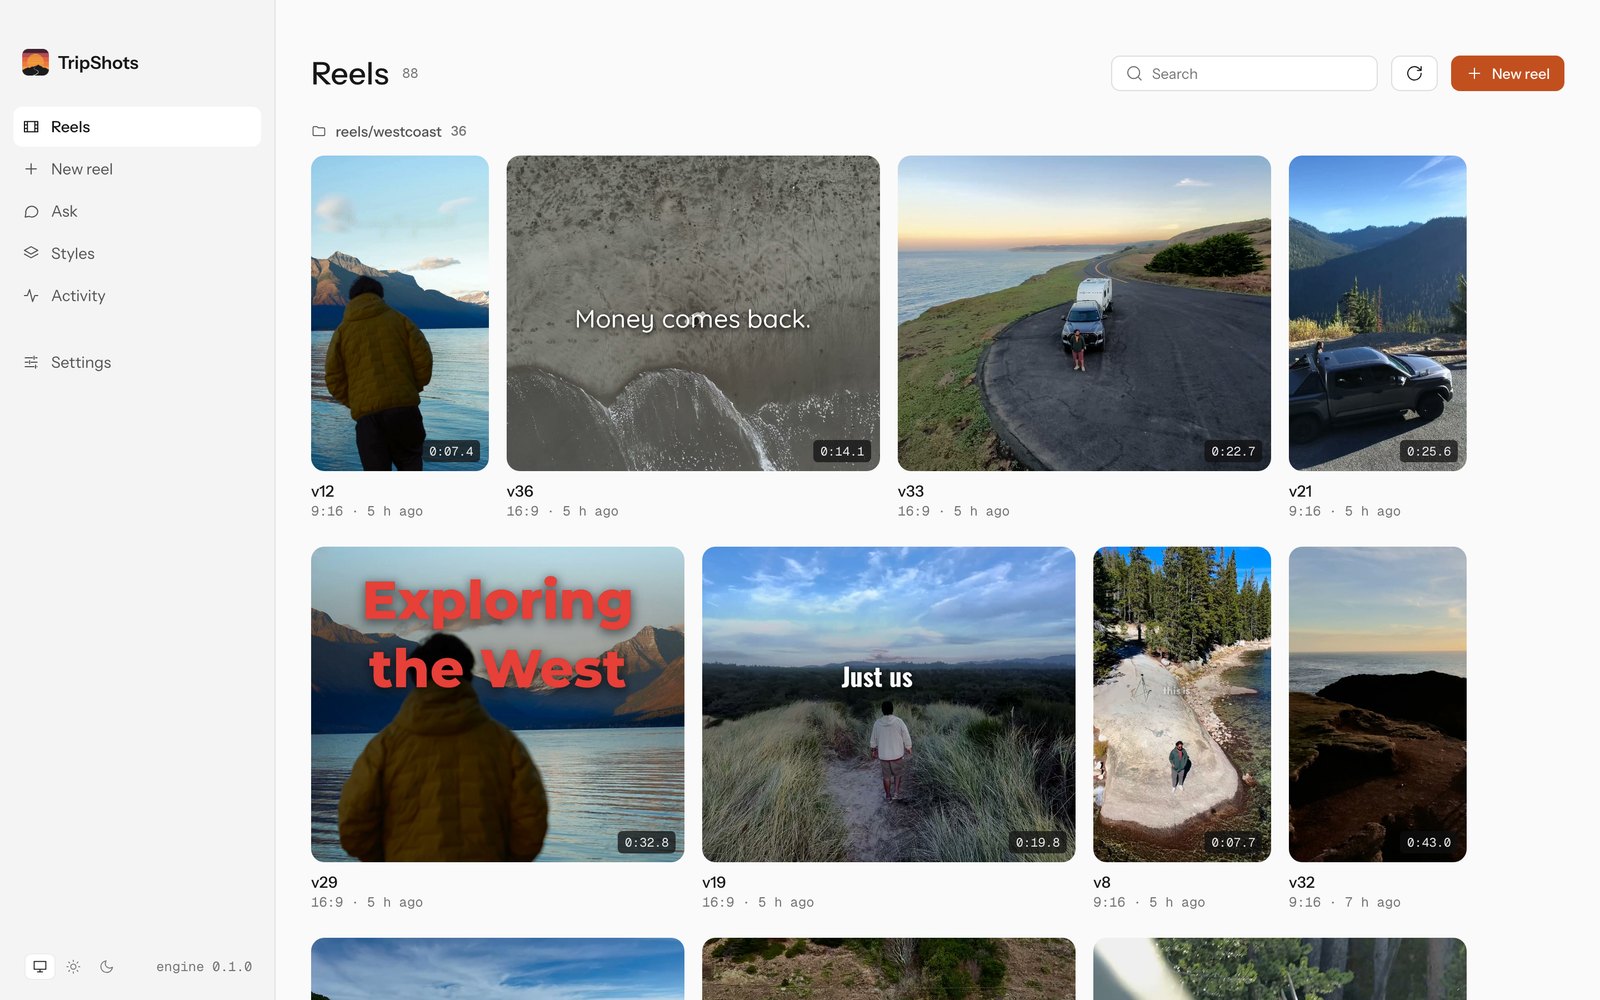 TripShots
Reels
New reel
Ask
Styles
Activity
Settings
engine 0.1.0
Reels 88
Search
New reel
reels/westcoast 36
0:07.4
v12
9:16 · 5 h ago
Money comes back.
0:14.1
v36
16:9 · 5 h ago
0:22.7
v33
16:9 · 5 h ago
0:25.6
v21
9:16 · 5 h ago
Exploring
the West
0:32.8
v29
16:9 · 5 h ago
Just us
0:19.8
v19
16:9 · 5 h ago
this is
0:07.7
v8
9:16 · 5 h ago
0:43.0
v32
9:16 · 7 h ago